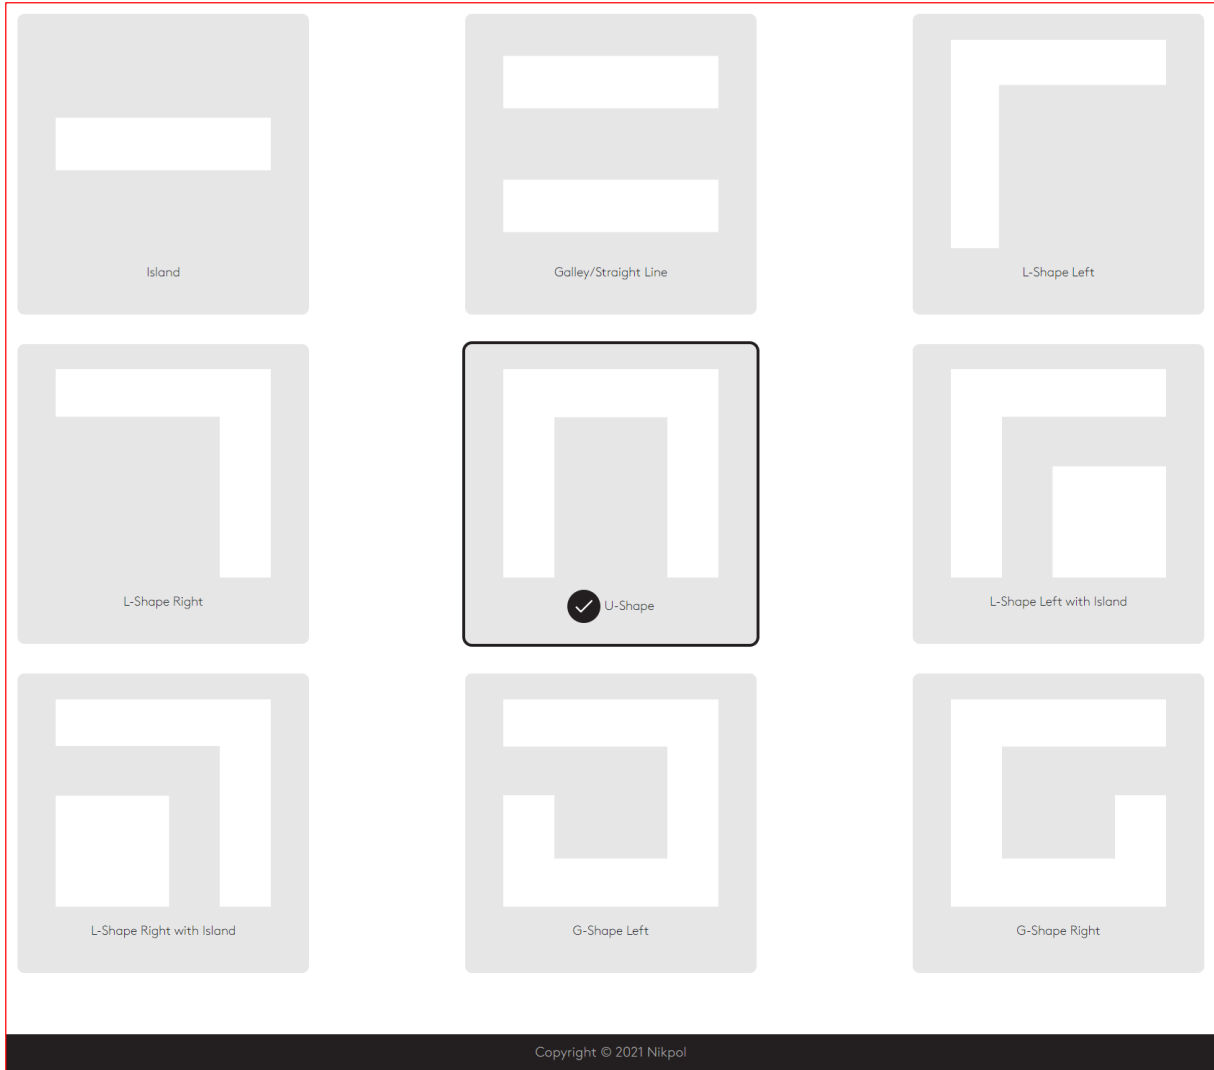 Island
Galley/Straight Line
L-Shape Left
L-Shape Right
U-Shape
L-Shape Left with Island
L-Shape Right with Island
G-Shape Left
G-Shape Right
Copyright © 2021 Nikpol